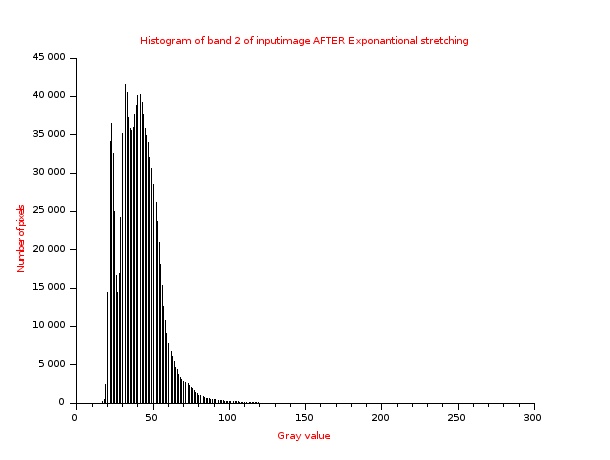 Histogram of band 2 of inputimage AFTER Exponantional stretching
45 000
40 000
35 000
30 000
25 000
20 000
15 000
10 000
5 000
0
Number of pixels
0 50 100 150 200 250 300
Gray value